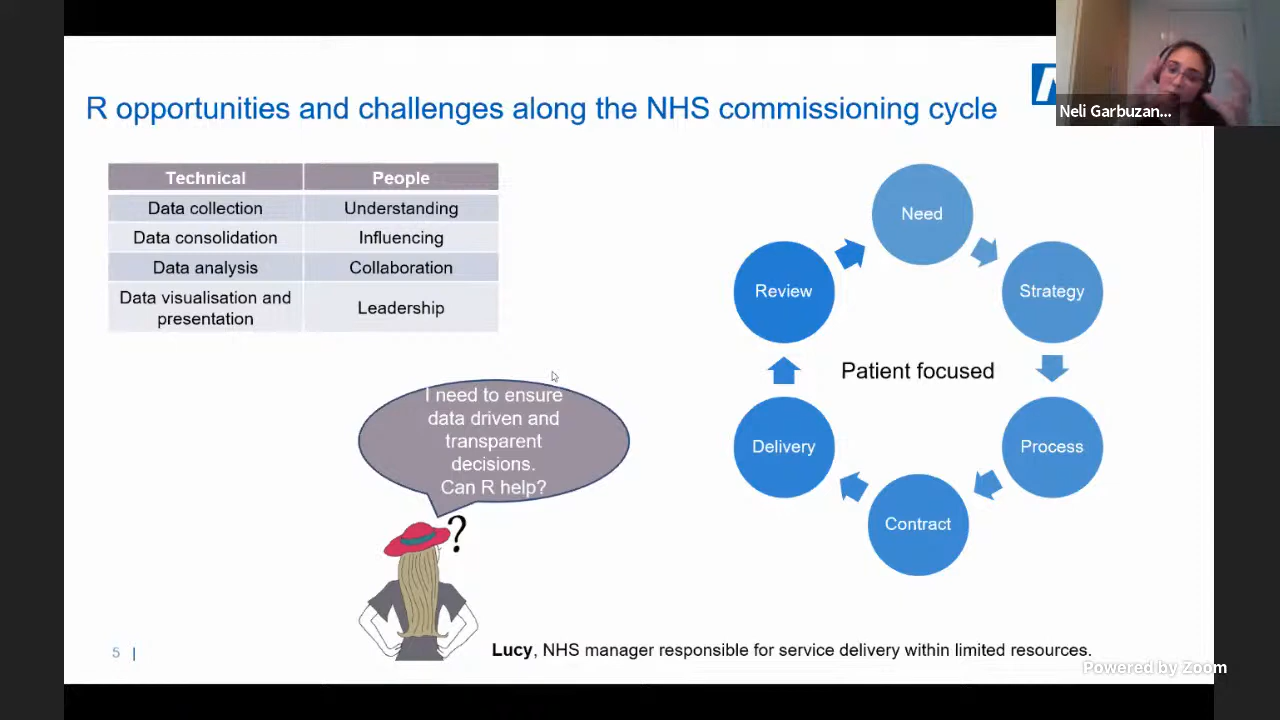 R opportunities and challenges along the NHS commissioning cycle
Neli Garbuzan...
Technical People
Data collection Understanding
Data consolidation Influencing
Data analysis Collaboration
Data visualisation and
presentation
Leadership
Need
Strategy
Process
Contract
Delivery
Review
Patient focused
I need to ensure
data driven and
transparent
decisions.
Can R help?
?
Lucy, NHS manager responsible for service delivery within limited resources.
5 |
Powered by Zoom